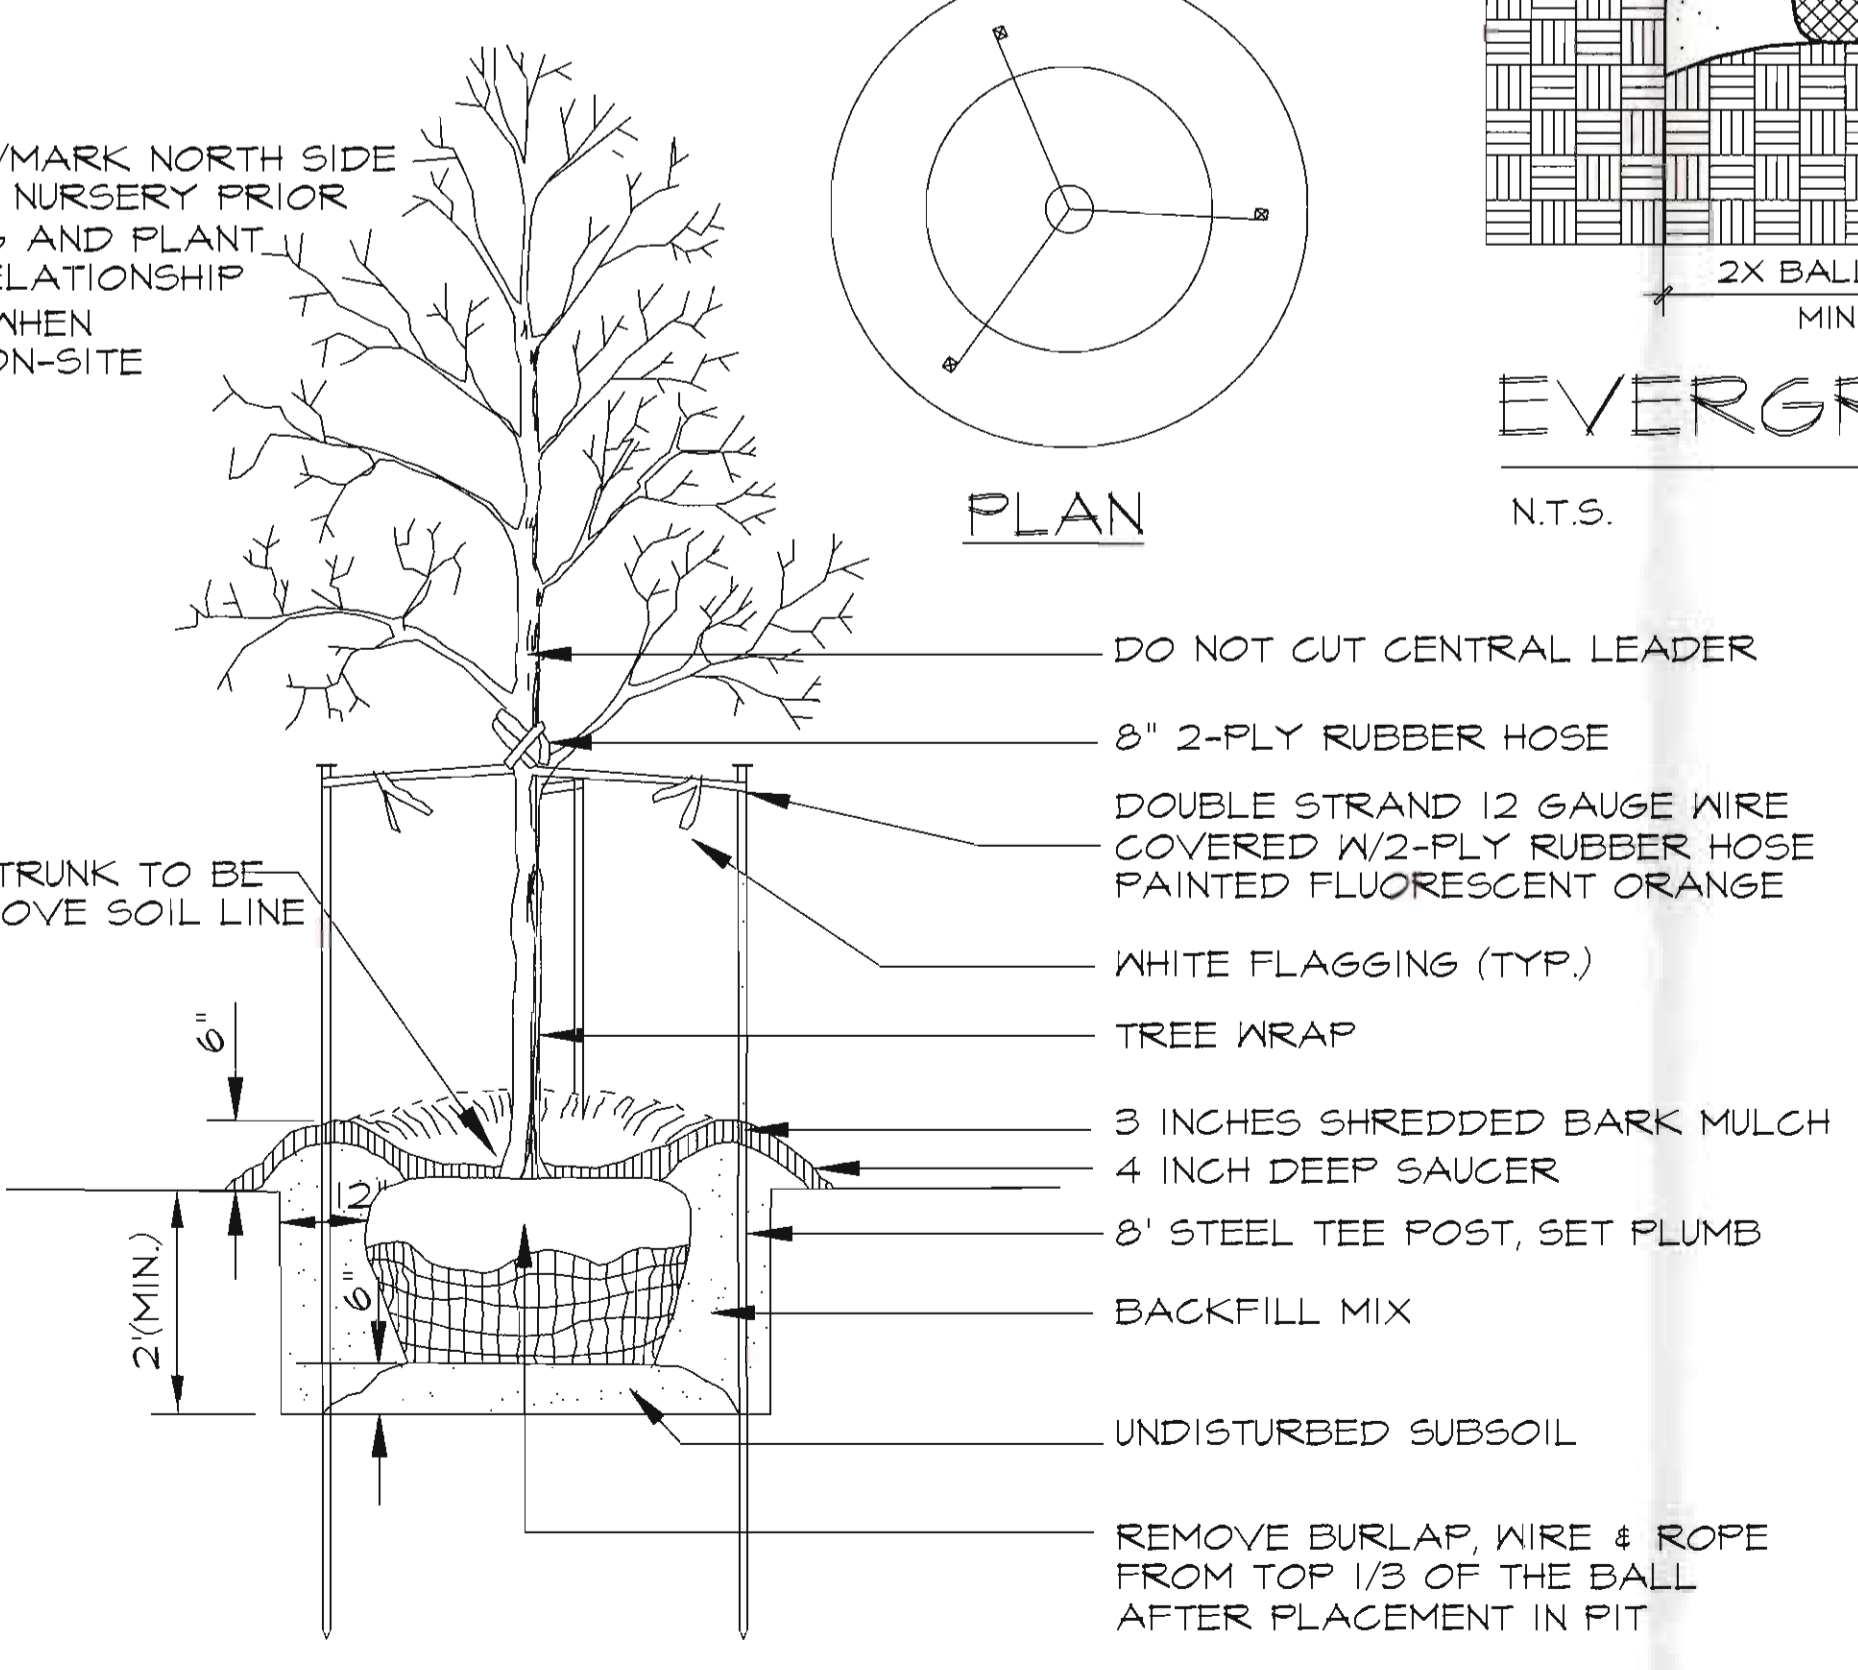 /MARK NORTH SIDE
NURSERY PRIOR
AND PLANT
ELATIONSHIP
WHEN
ON-SITE
PLAN
2X BALL
MIN
EVERGR
N.T.S.
DO NOT CUT CENTRAL LEADER
8" 2-PLY RUBBER HOSE
DOUBLE STRAND 12 GAUGE WIRE
COVERED W/2-PLY RUBBER HOSE
PAINTED FLUORESCENT ORANGE
TRUNK TO BE
OVE SOIL LINE
WHITE FLAGGING (TYP.)
TREE WRAP
6"
3 INCHES SHREDDED BARK MULCH
4 INCH DEEP SAUCER
12"
8' STEEL TEE POST, SET PLUMB
2'(MIN.)
6"
BACKFILL MIX
UNDISTURBED SUBSOIL
REMOVE BURLAP, WIRE & ROPE
FROM TOP 1/3 OF THE BALL
AFTER PLACEMENT IN PIT